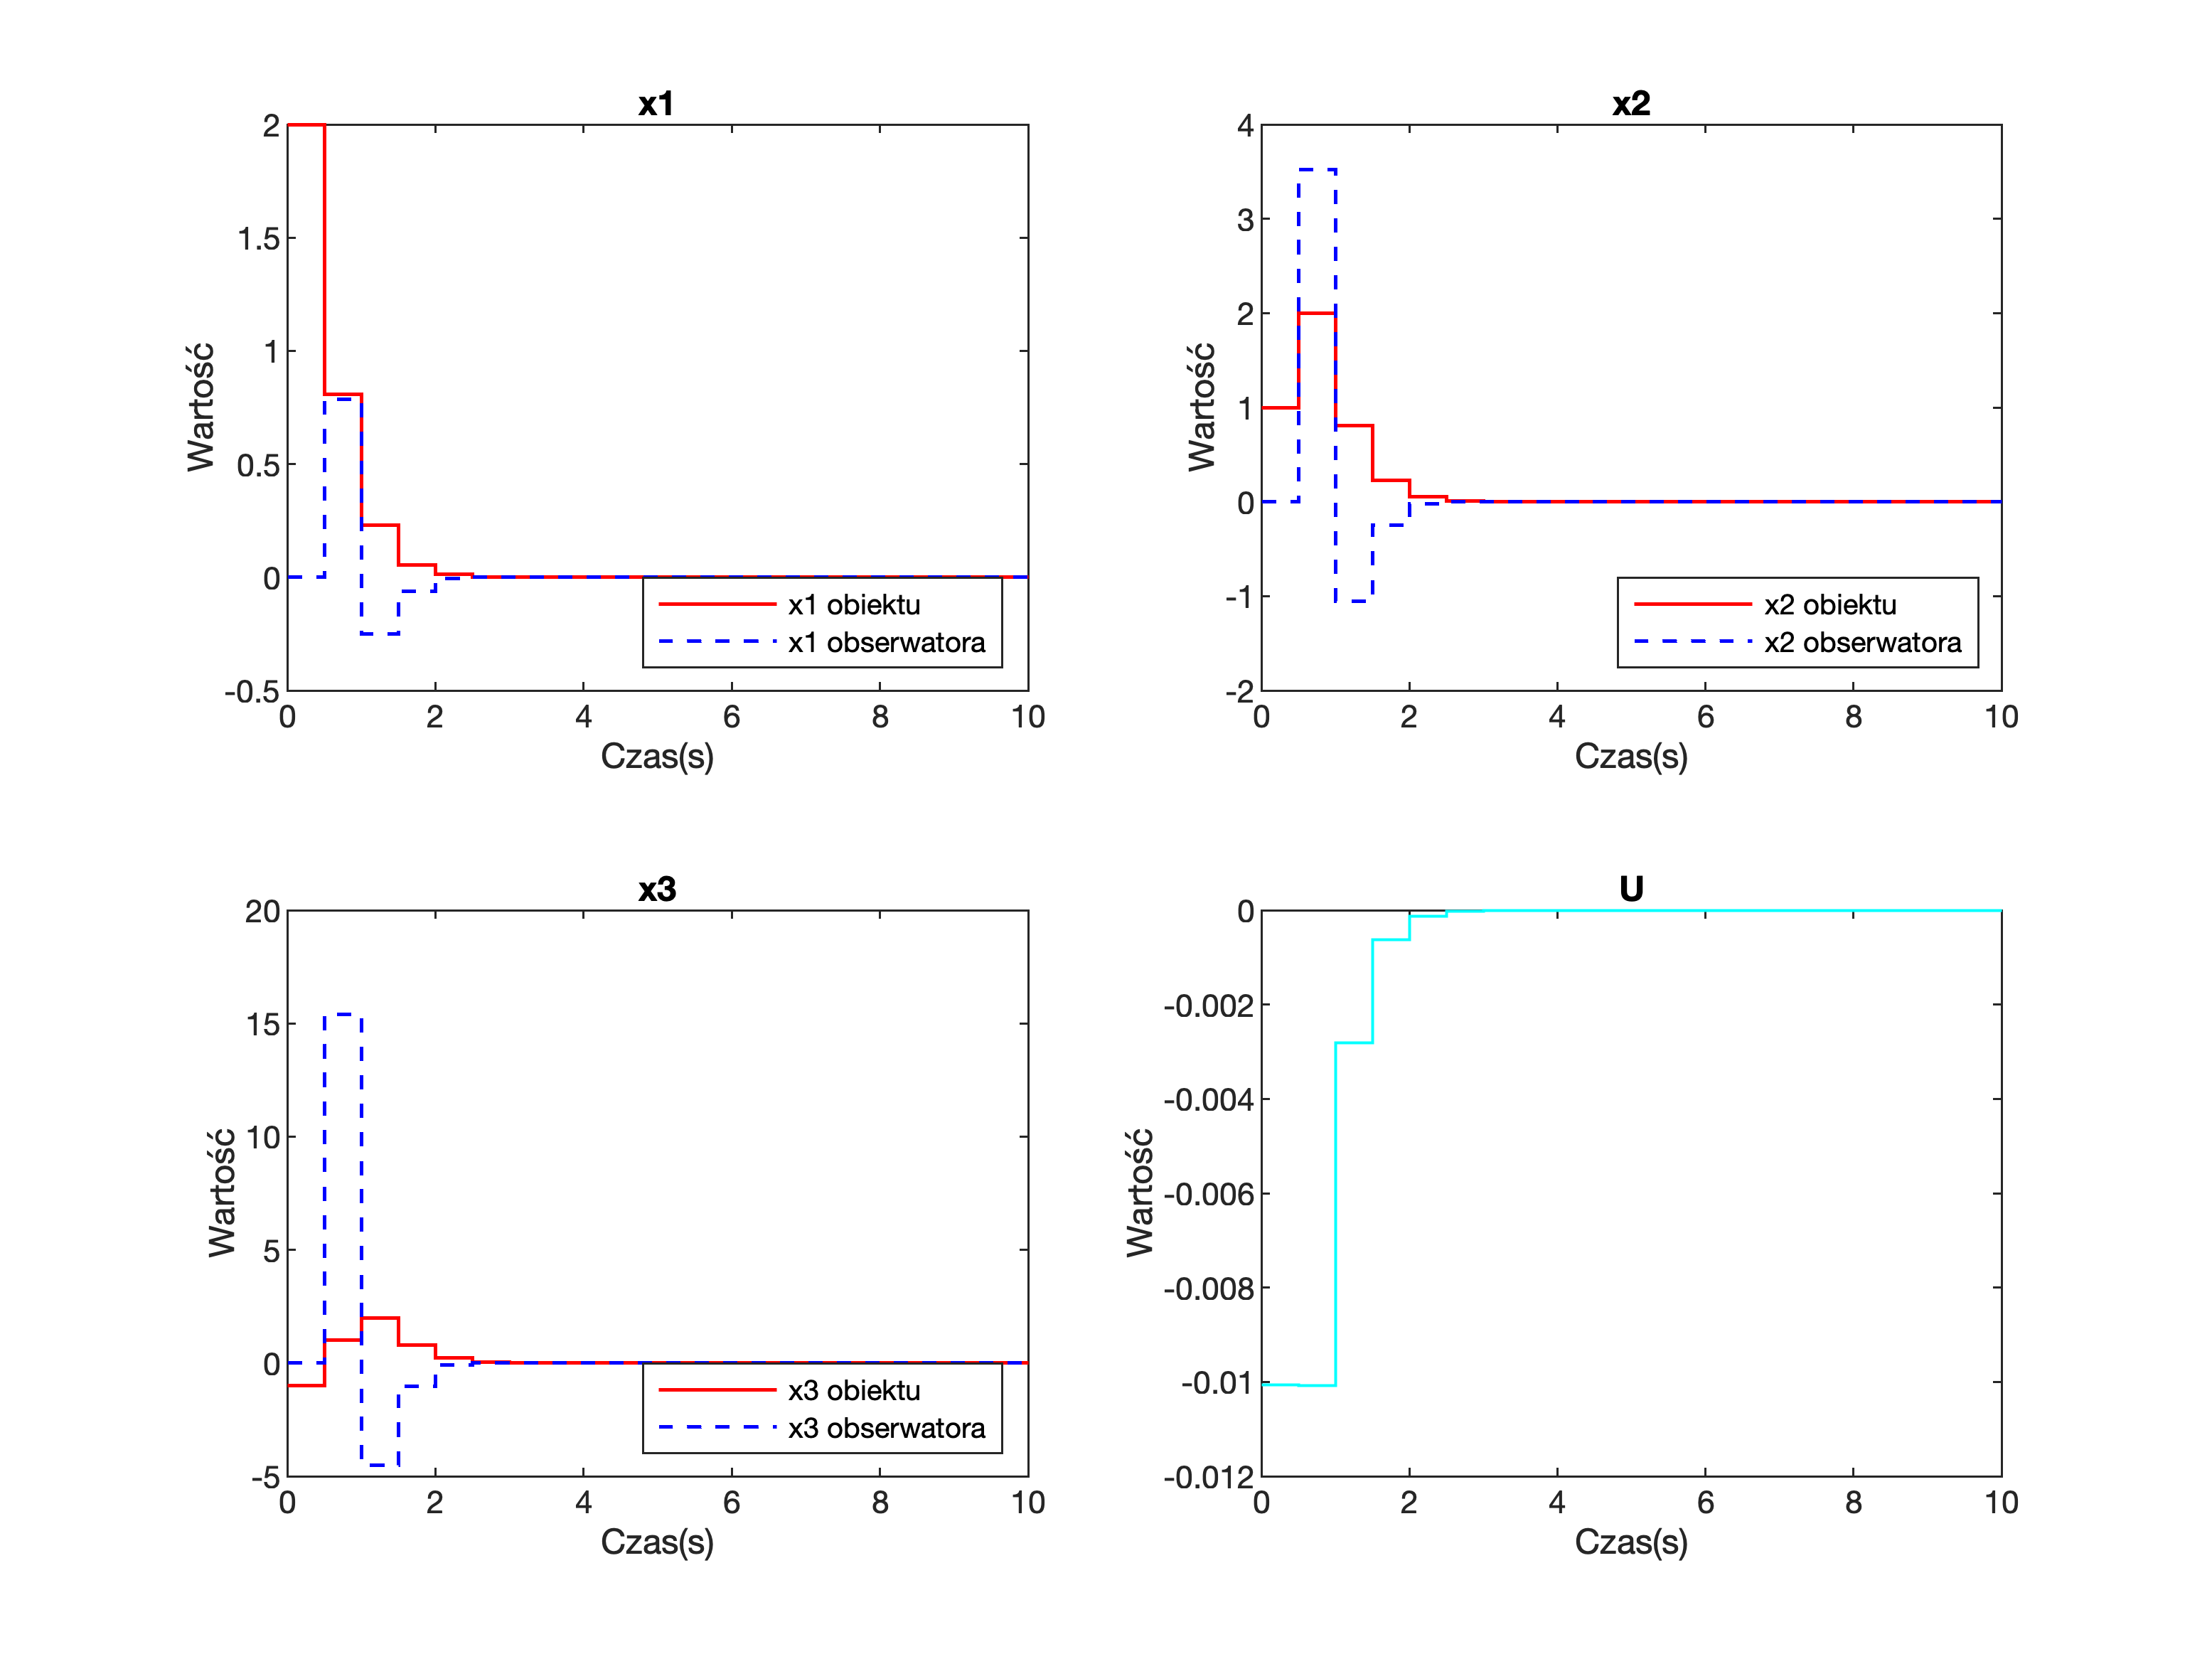 x1
2
1.5
1
0.5
0
-0.5
Wartość
0 2 4 6 8 10
Czas(s)
x1 obiektu
x1 obserwatora
x2
4
3
2
1
0
-1
-2
Wartość
0 2 4 6 8 10
Czas(s)
x2 obiektu
x2 obserwatora
x3
20
15
10
5
0
-5
Wartość
0 2 4 6 8 10
Czas(s)
x3 obiektu
x3 obserwatora
U
0
-0.002
-0.004
-0.006
-0.008
-0.01
-0.012
Wartość
0 2 4 6 8 10
Czas(s)